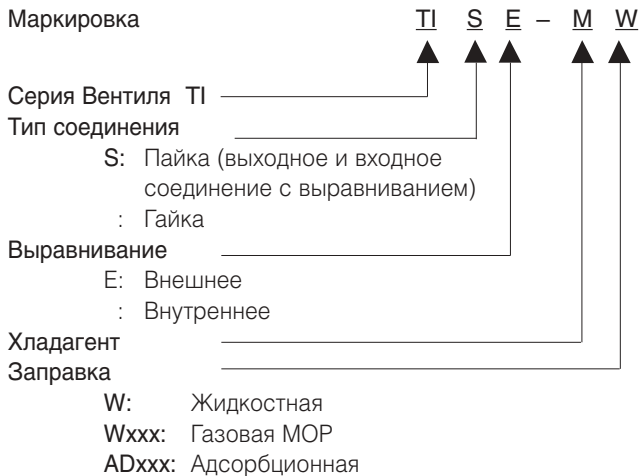 Маркировка TI S E – M W
Серия Вентиля TI
Тип соединения
S: Пайка (выходное и входное
соединение с выравниванием)
: Гайка
Выравнивание
E: Внешнее
: Внутреннее
Хладагент
Заправка
W: Жидкостная
Wxxx: Газовая МОР
ADxxx: Адсорбционная